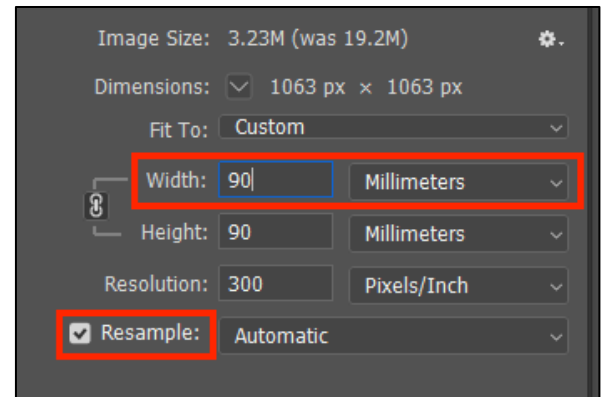 Image Size: 3.23M (was 19.2M)
Dimensions: 1063 px × 1063 px
Fit To: Custom
Width: 90 Millimeters
Height: 90 Millimeters
Resolution: 300 Pixels/Inch
Resample: Automatic